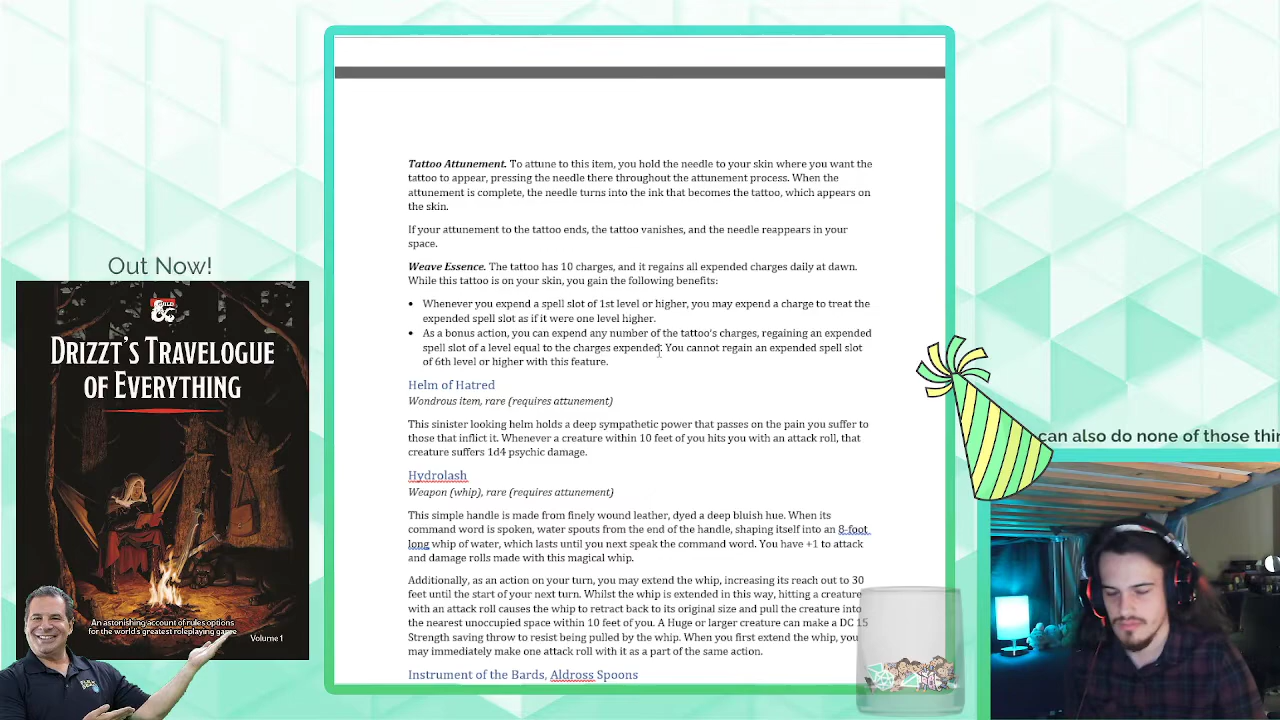 Out Now!
DRIZZT'S TRAVELOGUE
OF EVERYTHING
An astonishing account of rules options
for the world's greatest roleplaying game
Volume 1
Tattoo Attunement. To attune to this item, you hold the needle to your skin where you want the
tattoo to appear, pressing the needle there throughout the attunement process. When the
attunement is complete, the needle turns into the ink that becomes the tattoo, which appears on
the skin.
If your attunement to the tattoo ends, the tattoo vanishes, and the needle reappears in your
space.
Weave Essence. The tattoo has 10 charges, and it regains all expended charges daily at dawn.
While this tattoo is on your skin, you gain the following benefits:
• Whenever you expend a spell slot of 1st level or higher, you may expend a charge to treat the
expended spell slot as if it were one level higher.
• As a bonus action, you can expend any number of the tattoo's charges, regaining an expended
spell slot of a level equal to the charges expended. You cannot regain an expended spell slot
of 6th level or higher with this feature.
Helm of Hatred
Wondrous item, rare (requires attunement)
This sinister looking helm holds a deep sympathetic power that passes on the pain you suffer to
those that inflict it. Whenever a creature within 10 feet of you hits you with an attack roll, that
creature suffers 1d4 psychic damage.
Hydrolash
Weapon (whip), rare (requires attunement)
This simple handle is made from finely wound leather, dyed a deep bluish hue. When its
command word is spoken, water spouts from the end of the handle, shaping itself into an 8-foot
long whip of water, which lasts until you next speak the command word. You have +1 to attack
and damage rolls made with this magical whip.
Additionally, as an action on your turn, you may extend the whip, increasing its reach out to 30
feet until the start of your next turn. Whilst the whip is extended in this way, hitting a creature
with an attack roll causes the whip to retract back to its original size and pull the creature into
the nearest unoccupied space within 10 feet of you. A Huge or larger creature can make a DC 15
Strength saving throw to resist being pulled by the whip. When you first extend the whip, you
may immediately make one attack roll with it as a part of the same action.
Instrument of the Bards, Aldross Spoons
can also do none of those thin